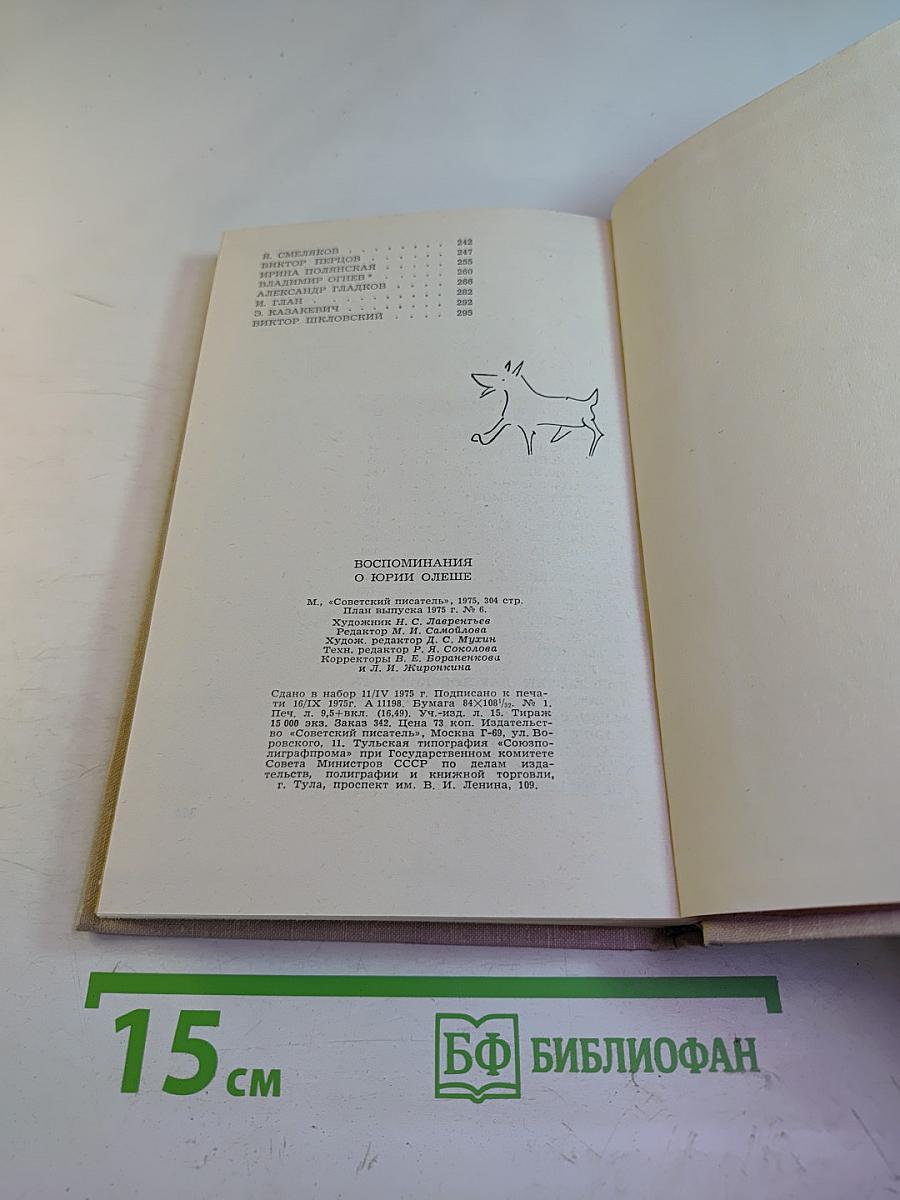 Я. СМЕЛЯКОВ . . . . . . . . 242
ВИКТОР ПЕРЦОВ . . . . . . 247
ИРИНА ПОЛЯНСКАЯ . . . . . 255
ВЛАДИМИР ОГНЕВ* . . . . . 260
АЛЕКСАНДР ГЛАДКОВ . . . . 266
И. ГЛАН . . . . . . . . . . 282
Э. КАЗАКЕВИЧ . . . . . . . 292
ВИКТОР ШКЛОВСКИЙ . . . . 295
ВОСПОМИНАНИЯ
О ЮРИИ ОЛЕШЕ
М., «Советский писатель», 1975, 304 стр.
План выпуска 1975 г. № 6.
Художник Н. С. Лаврентьев
Редактор М. И. Самойлова
Худож. редактор Д. С. Мухин
Техн. редактор Р. Я. Соколова
Корректоры В. Е. Бораненкова
и Л. И. Жиронкина
Сдано в набор 11/IV 1975 г. Подписано к печа-
ти 16/IX 1975г. А 11198. Бумага 84×108¹/₃₂. № 1.
Печ. л. 9,5+вкл. (16,49). Уч.-изд. л. 15. Тираж
15 000 экз. Заказ 342. Цена 73 коп. Издательст-
во «Советский писатель», Москва Г-69, ул. Во-
ровского, 11. Тульская типография «Союзпо-
лиграфпрома» при Государственном комитете
Совета Министров СССР по делам изда-
тельств, полиграфии и книжной торговли,
г. Тула, проспект им. В. И. Ленина, 109.
15 см
БФ БИБЛИОФАН